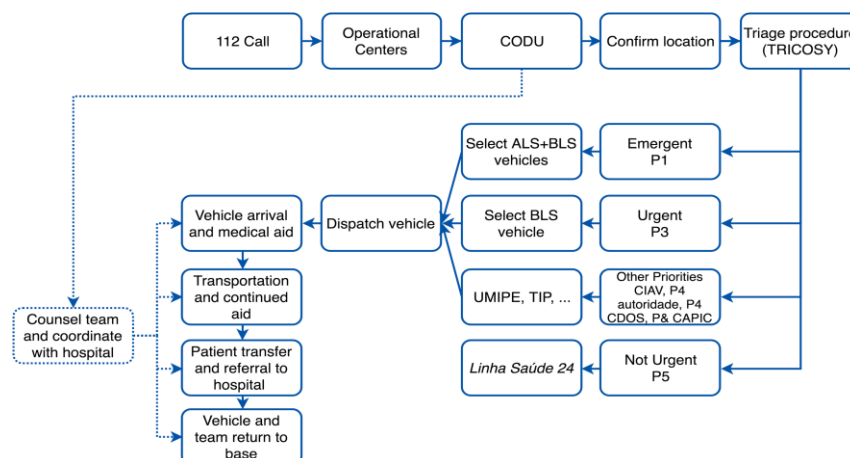 112 Call
Operational
Centers
CODU
Confirm location
Triage procedure
(TRICOSY)
Select ALS+BLS
vehicles
Emergent
P1
Vehicle arrival
and medical aid
Dispatch vehicle
Select BLS
vehicle
Urgent
P3
Transportation
and continued
aid
UMIPE, TIP, ...
Other Priorities
CIAV, P4
autoridade, P4
CDOS, P& CAPIC
Counsel team
and coordinate
with hospital
Patient transfer
and referral to
hospital
Linha Saúde 24
Not Urgent
P5
Vehicle and
team return to
base